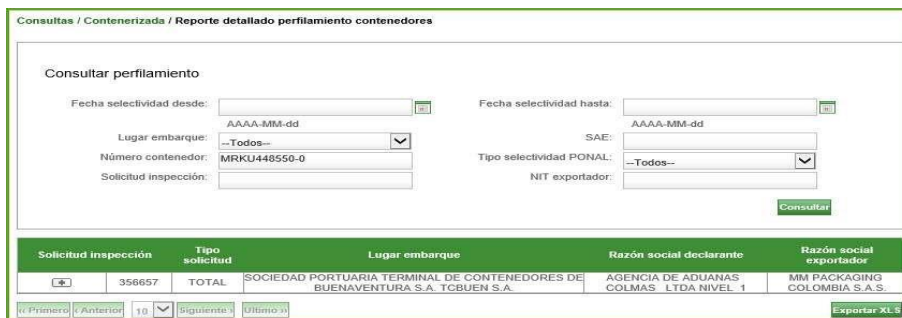 Consultas / Contenerizada / Reporte detallado perfilamiento contenedores
Consultar perfilamiento
Fecha selectividad desde: Fecha selectividad hasta:
AAAA-MM-dd AAAA-MM-dd
Lugar embarque: --Todos-- SAE:
Número contenedor: MRKU448550-0 Tipo selectividad PONAL: --Todos--
Solicitud inspección: NIT exportador:
Consultar
Solicitud inspección Tipo solicitud Lugar embarque Razón social declarante Razón social exportador
356657 TOTAL SOCIEDAD PORTUARIA TERMINAL DE CONTENEDORES DE AGENCIA DE ADUANAS MM PACKAGING
BUENAVENTURA S.A. TCBUEN S.A. COLMAS LTDA NIVEL 1 COLOMBIA S.A.S.
‹‹ Primero ‹ Anterior 10 Siguiente › Ultimo ›› Exportar XLS